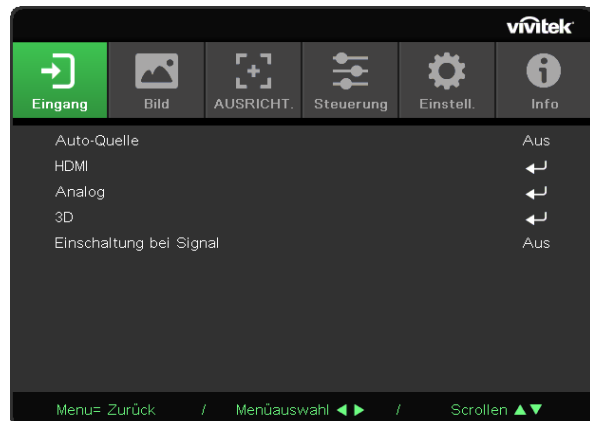 vivitek
Eingang Bild AUSRICHT. Steuerung Einstell. Info
Auto-Quelle Aus
HDMI
Analog
3D
Einschaltung bei Signal Aus
Menu= Zurück / Menüauswahl ◀ ▶ / Scrollen ▲▼